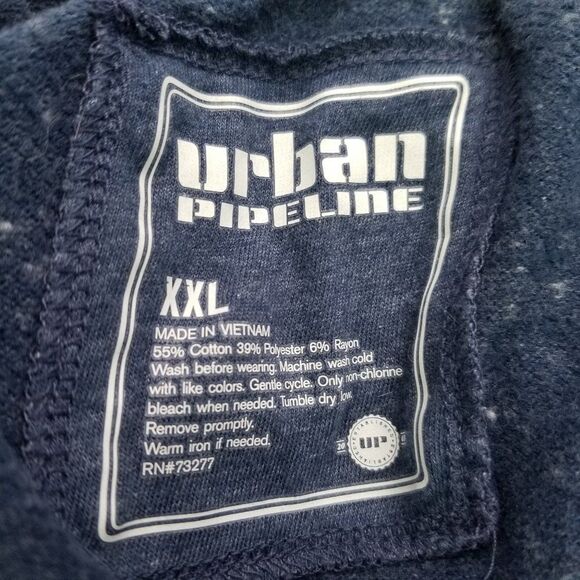 urban
PIPELINE
XXL
MADE IN VIETNAM
55% Cotton 39% Polyester 6% Rayon
Wash before wearing. Machine wash cold
with like colors. Gentle cycle. Only non-chlorine
bleach when needed. Tumble dry low.
Remove promptly.
Warm iron if needed.
RN#73277
UP